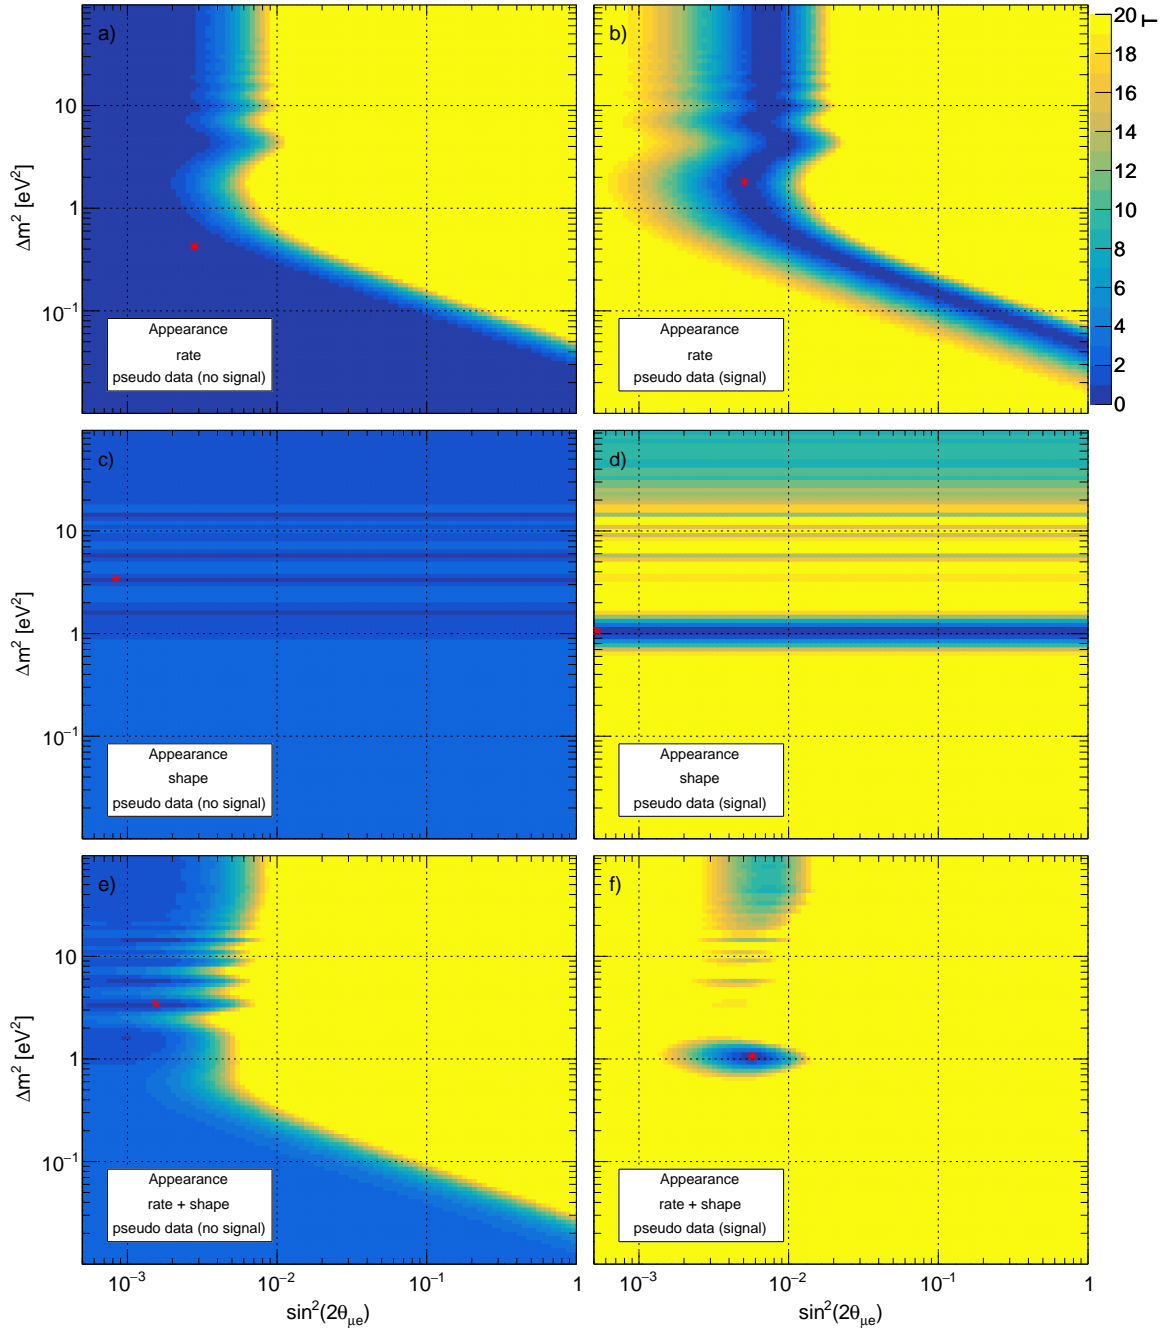 a)
b)
20
T
18
16
14
12
10
8
6
4
2
0
10
1
10⁻¹
Δm² [eV²]
Appearance
rate
pseudo data (no signal)
Appearance
rate
pseudo data (signal)
c)
d)
10
1
10⁻¹
Δm² [eV²]
Appearance
shape
pseudo data (no signal)
Appearance
shape
pseudo data (signal)
e)
f)
10
1
10⁻¹
Δm² [eV²]
Appearance
rate + shape
pseudo data (no signal)
Appearance
rate + shape
pseudo data (signal)
10⁻³ 10⁻² 10⁻¹ 1
10⁻³ 10⁻² 10⁻¹ 1
sin²(2θμe)
sin²(2θμe)